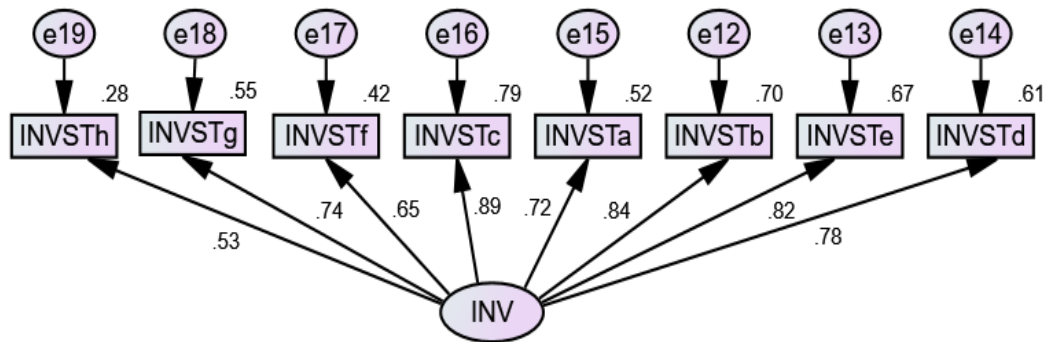 e19 e18 e17 e16 e15 e12 e13 e14
.28 .55 .42 .79 .52 .70 .67 .61
INVSTh INVSTg INVSTf INVSTc INVSTa INVSTb INVSTe INVSTd
.53 .74 .65 .89 .72 .84 .82 .78
INV